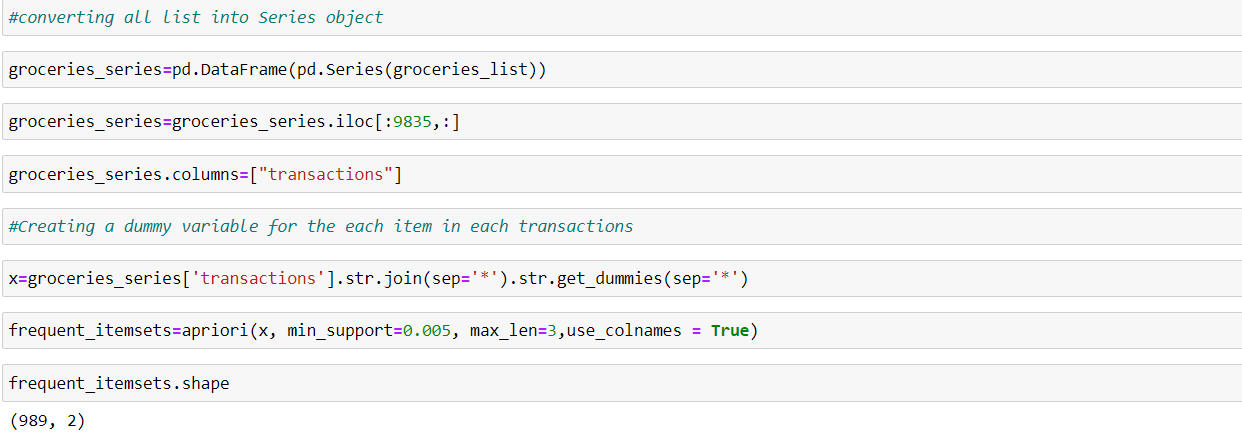 #converting all list into Series object
groceries_series=pd.DataFrame(pd.Series(groceries_list))
groceries_series=groceries_series.iloc[:9835,:]
groceries_series.columns=["transactions"]
#Creating a dummy variable for the each item in each transactions
x=groceries_series['transactions'].str.join(sep='*').str.get_dummies(sep='*')
frequent_itemsets=apriori(x, min_support=0.005, max_len=3,use_colnames = True)
frequent_itemsets.shape
(989, 2)